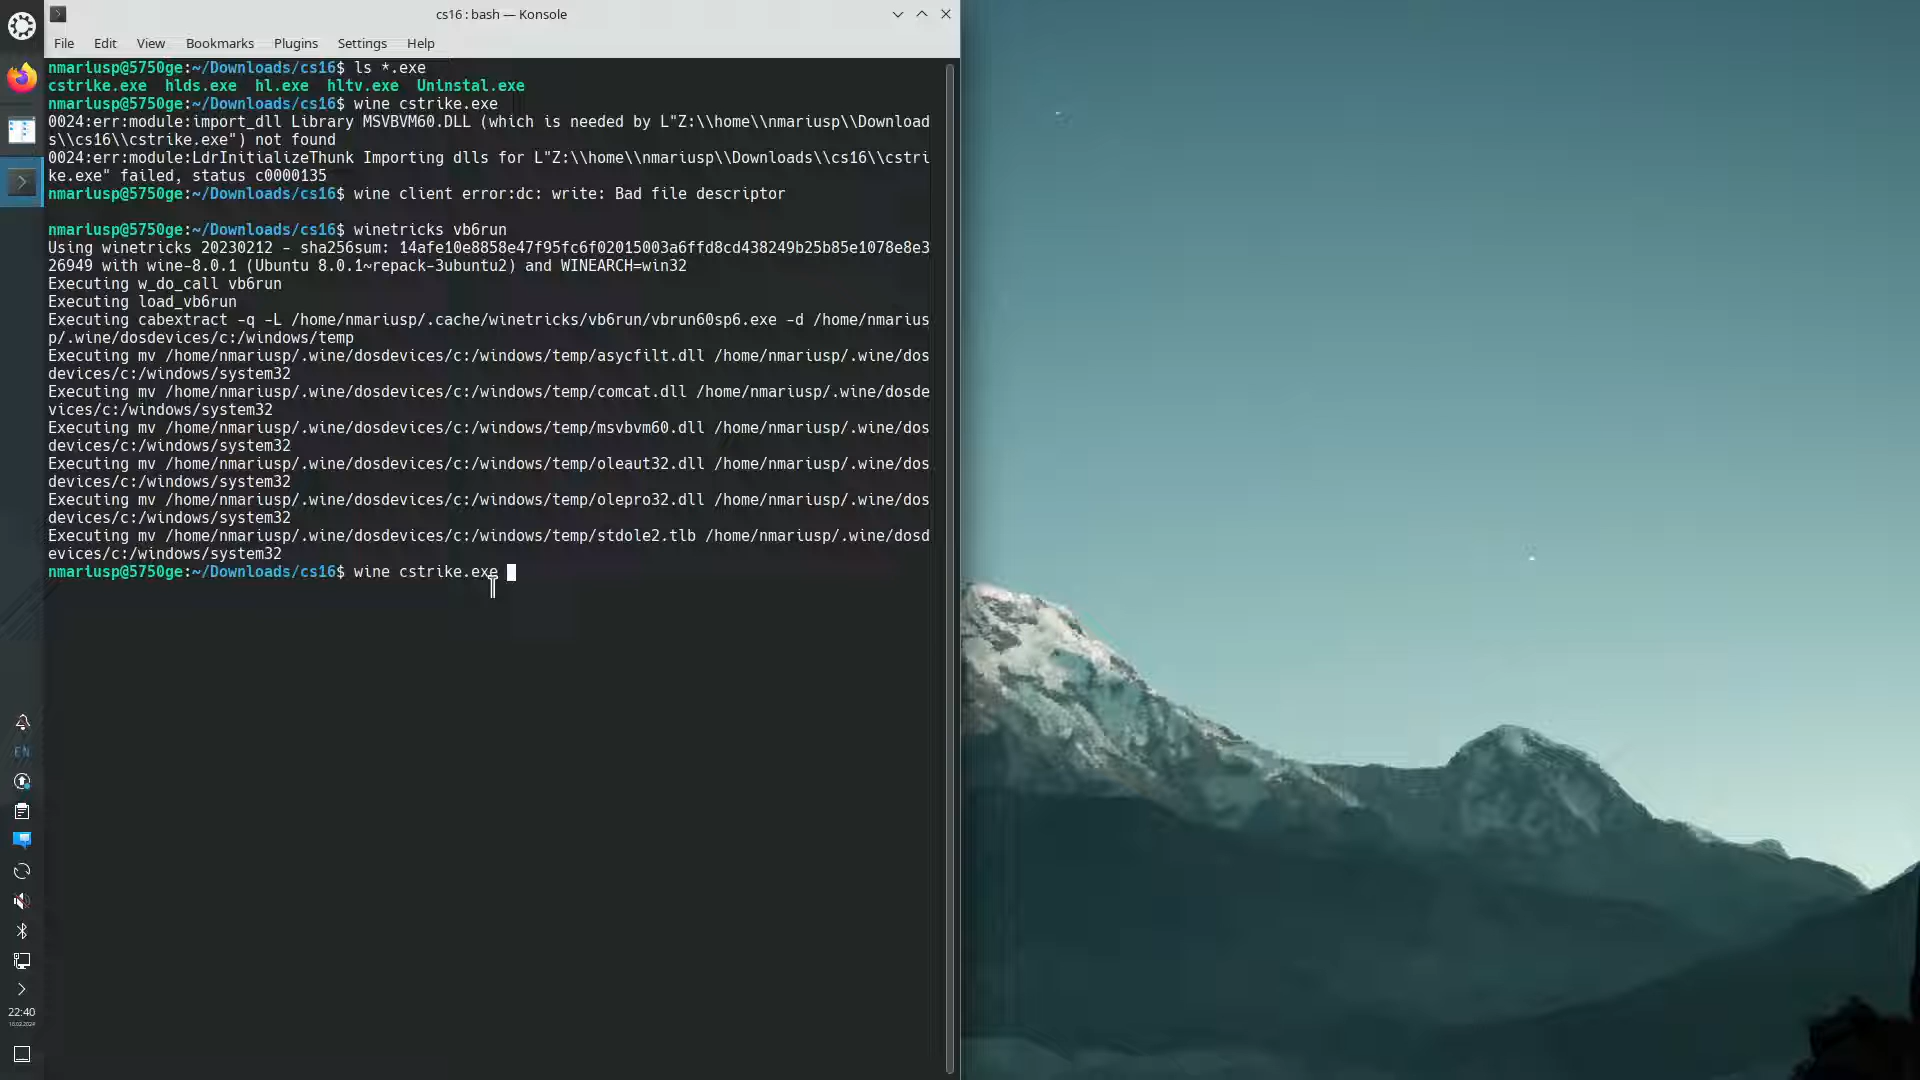 cs16 : bash — Konsole
File Edit View Bookmarks Plugins Settings Help
nmariusp@5750ge:~/Downloads/cs16$ ls *.exe
cstrike.exe hlds.exe hl.exe hltv.exe Uninstal.exe
nmariusp@5750ge:~/Downloads/cs16$ wine cstrike.exe
0024:err:module:import_dll Library MSVBVM60.DLL (which is needed by L"Z:\\home\\nmariusp\\Download
s\\cs16\\cstrike.exe") not found
0024:err:module:LdrInitializeThunk Importing dlls for L"Z:\\home\\nmariusp\\Downloads\\cs16\\cstri
ke.exe" failed, status c0000135
nmariusp@5750ge:~/Downloads/cs16$ wine client error:dc: write: Bad file descriptor
nmariusp@5750ge:~/Downloads/cs16$ winetricks vb6run
Using winetricks 20230212 - sha256sum: 14afe10e8858e47f95fc6f02015003a6ffd8cd438249b25b85e1078e8e3
26949 with wine-8.0.1 (Ubuntu 8.0.1~repack-3ubuntu2) and WINEARCH=win32
Executing w_do_call vb6run
Executing load_vb6run
Executing cabextract -q -L /home/nmariusp/.cache/winetricks/vb6run/vbrun60sp6.exe -d /home/nmarius
p/.wine/dosdevices/c:/windows/temp
Executing mv /home/nmariusp/.wine/dosdevices/c:/windows/temp/asycfilt.dll /home/nmariusp/.wine/dos
devices/c:/windows/system32
Executing mv /home/nmariusp/.wine/dosdevices/c:/windows/temp/comcat.dll /home/nmariusp/.wine/dosde
vices/c:/windows/system32
Executing mv /home/nmariusp/.wine/dosdevices/c:/windows/temp/msvbvm60.dll /home/nmariusp/.wine/dos
devices/c:/windows/system32
Executing mv /home/nmariusp/.wine/dosdevices/c:/windows/temp/oleaut32.dll /home/nmariusp/.wine/dos
devices/c:/windows/system32
Executing mv /home/nmariusp/.wine/dosdevices/c:/windows/temp/olepro32.dll /home/nmariusp/.wine/dos
devices/c:/windows/system32
Executing mv /home/nmariusp/.wine/dosdevices/c:/windows/temp/stdole2.tlb /home/nmariusp/.wine/dosd
evices/c:/windows/system32
nmariusp@5750ge:~/Downloads/cs16$ wine cstrike.exe
EN
22:40